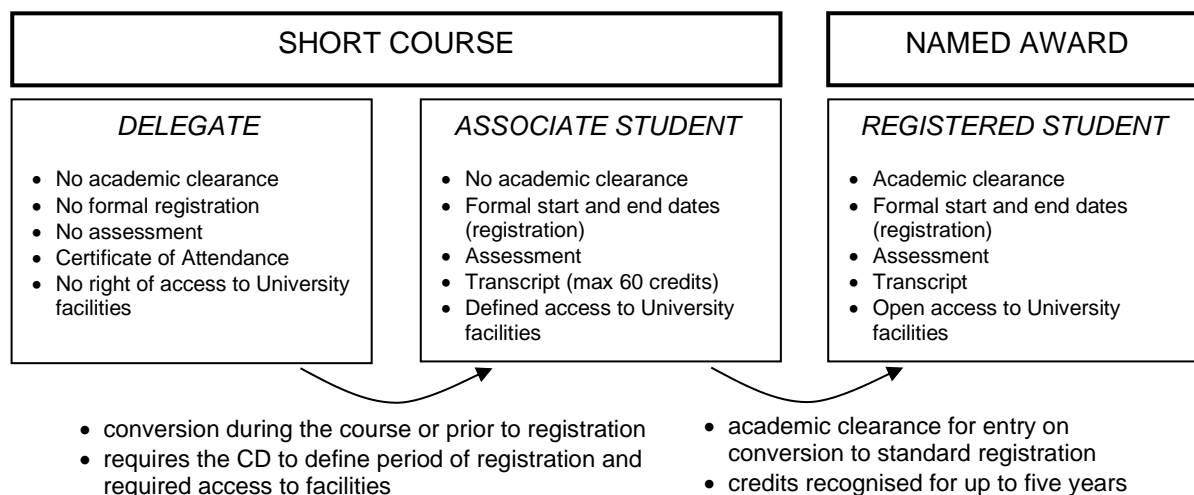 SHORT COURSE
NAMED AWARD
DELEGATE
• No academic clearance
• No formal registration
• No assessment
• Certificate of Attendance
• No right of access to University
facilities
ASSOCIATE STUDENT
• No academic clearance
• Formal start and end dates
(registration)
• Assessment
• Transcript (max 60 credits)
• Defined access to University
facilities
REGISTERED STUDENT
• Academic clearance
• Formal start and end dates
(registration)
• Assessment
• Transcript
• Open access to University
facilities
• conversion during the course or prior to registration
• requires the CD to define period of registration and
required access to facilities
• academic clearance for entry on
conversion to standard registration
• credits recognised for up to five years